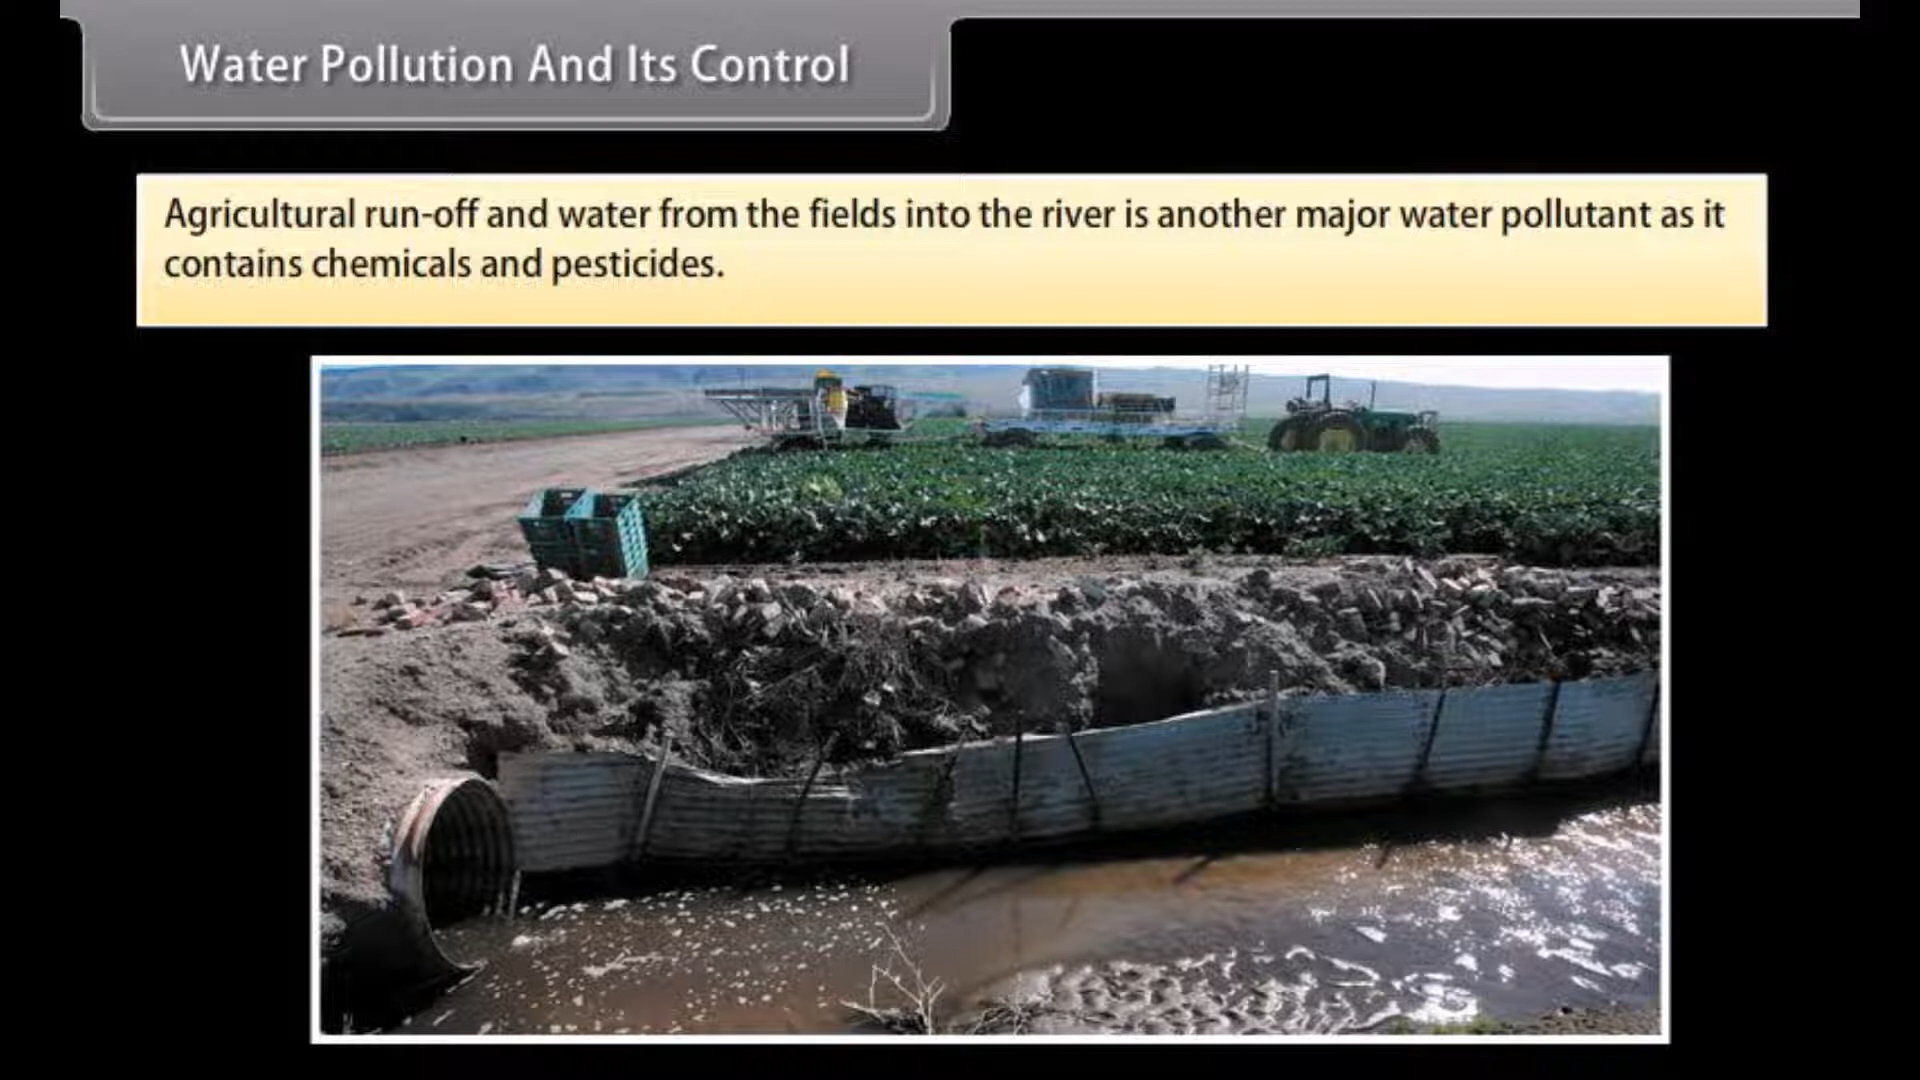 Water Pollution And Its Control
Agricultural run-off and water from the fields into the river is another major water pollutant as it
contains chemicals and pesticides.